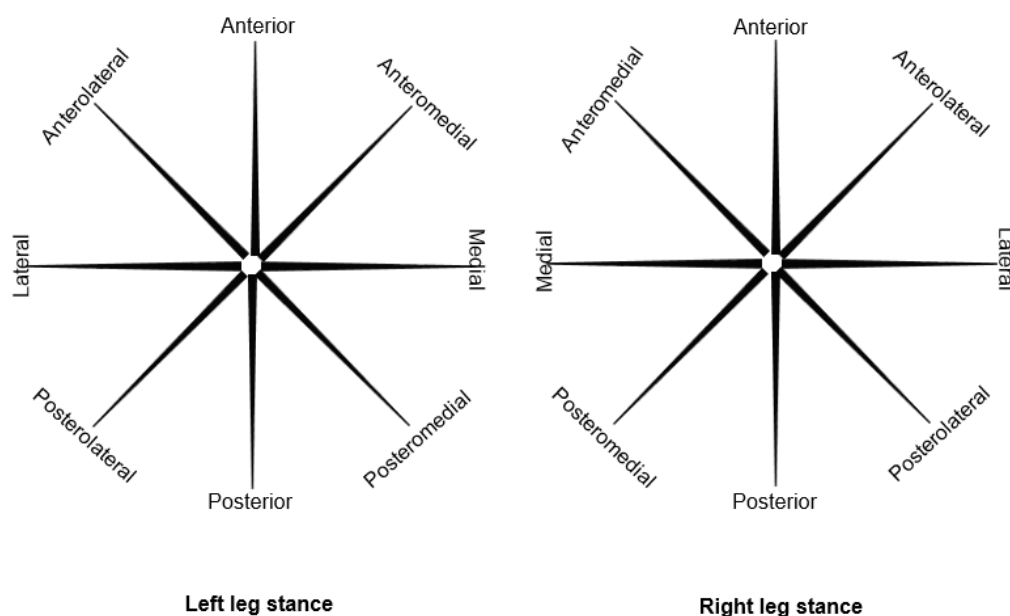 Anterior
Anterolateral
Anteromedial
Lateral
Medial
Posterolateral
Posteromedial
Posterior
Left leg stance
Anterior
Anteromedial
Anterolateral
Medial
Lateral
Posteromedial
Posterolateral
Posterior
Right leg stance